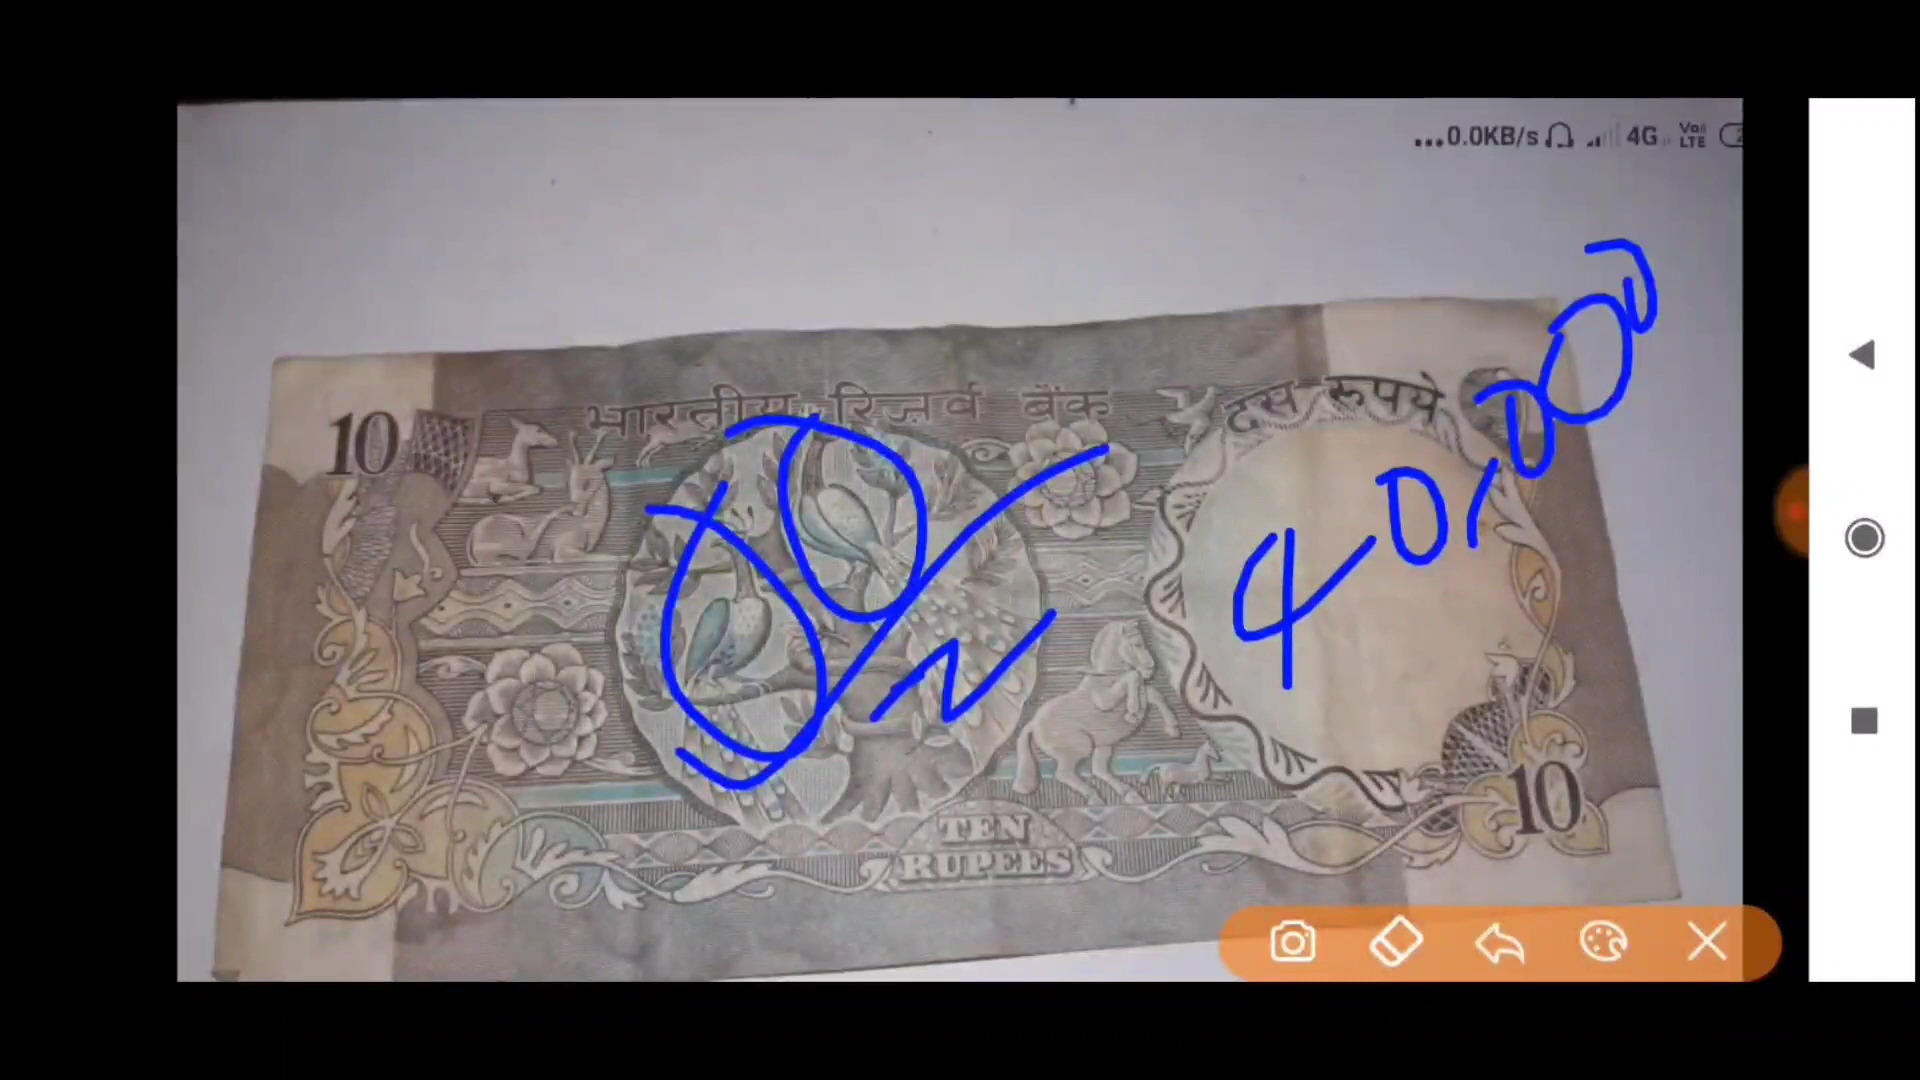 ...0.0KB/s 4G Vo LTE
भारतीय रिज़र्व बैंक
दस रूपये
10
40,000
TEN
RUPEES
10